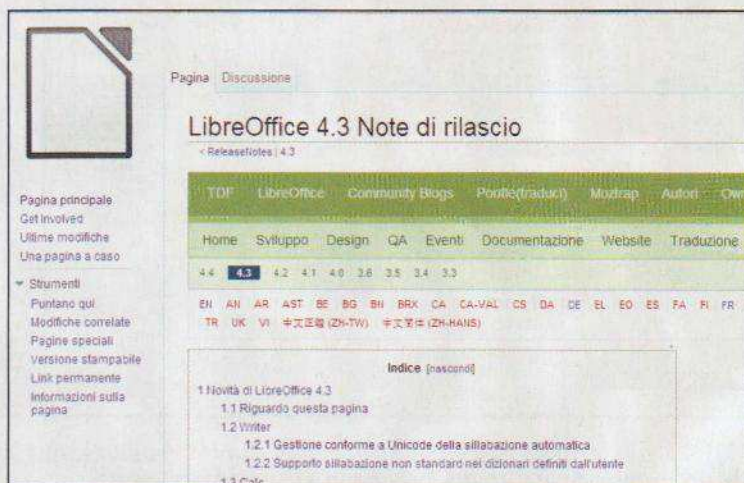 Pagina Discussione
LibreOffice 4.3 Note di rilascio
< ReleaseNotes | 4.3
Pagina principale
Get Involved
Ultime modifiche
Una pagina a caso
Strumenti
Puntano qui
Modifiche correlate
Pagine speciali
Versione stampabile
Link permanente
Informazioni sulla
pagina
TDF LibreOffice Community Blogs Moztrap Autori
Home Sviluppo Design QA Eventi Documentazione Website Traduzione
4.4 4.3 4.2 4.1 4.0 3.6 3.5 3.4 3.3
EN AN AR AST BE BG BN BRX CA CA-VAL CS DA DE EL EO ES FA FI FR
TR UK VI 中文正體 (ZH-TW) 中文简体 (ZH-HANS)
Indice [nascondi]
1 Novità di LibreOffice 4.3
1.1 Riguardo questa pagina
1.2 Writer
1.2.1 Gestione conforme a Unicode della sillabazione automatica
1.2.2 Supporto sillabazione non standard nei dizionari definiti dall'utente
1.3 Calc